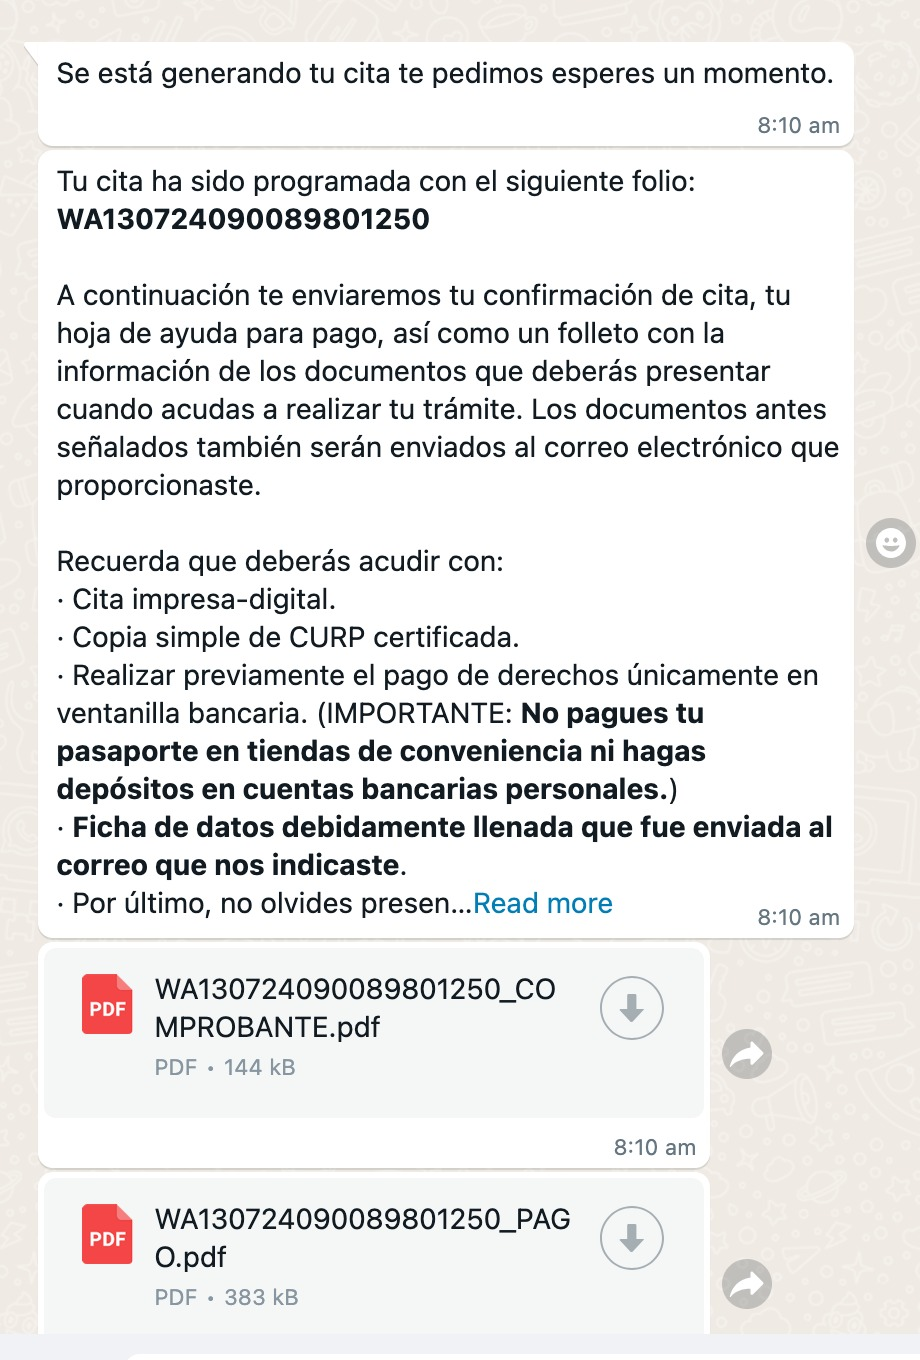 Se está generando tu cita te pedimos esperes un momento.
8:10 am
Tu cita ha sido programada con el siguiente folio:
WA130724090089801250
A continuación te enviaremos tu confirmación de cita, tu
hoja de ayuda para pago, así como un folleto con la
información de los documentos que deberás presentar
cuando acudas a realizar tu trámite. Los documentos antes
señalados también serán enviados al correo electrónico que
proporcionaste.
Recuerda que deberás acudir con:
· Cita impresa-digital.
· Copia simple de CURP certificada.
· Realizar previamente el pago de derechos únicamente en
ventanilla bancaria. (IMPORTANTE: No pagues tu
pasaporte en tiendas de conveniencia ni hagas
depósitos en cuentas bancarias personales.)
· Ficha de datos debidamente llenada que fue enviada al
correo que nos indicaste.
· Por último, no olvides presen...Read more
8:10 am
PDF
WA130724090089801250_CO
MPROBANTE.pdf
PDF • 144 kB
8:10 am
PDF
WA130724090089801250_PAG
O.pdf
PDF • 383 kB